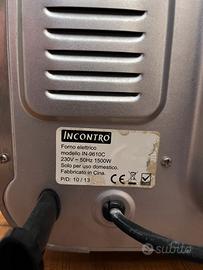 INCONTRO
Forno elettrico
modello IN-9610C
230V ~ 50Hz 1500W
Solo per uso domestico.
Fabbricato in Cina.
P/D: 10 / 13
subito